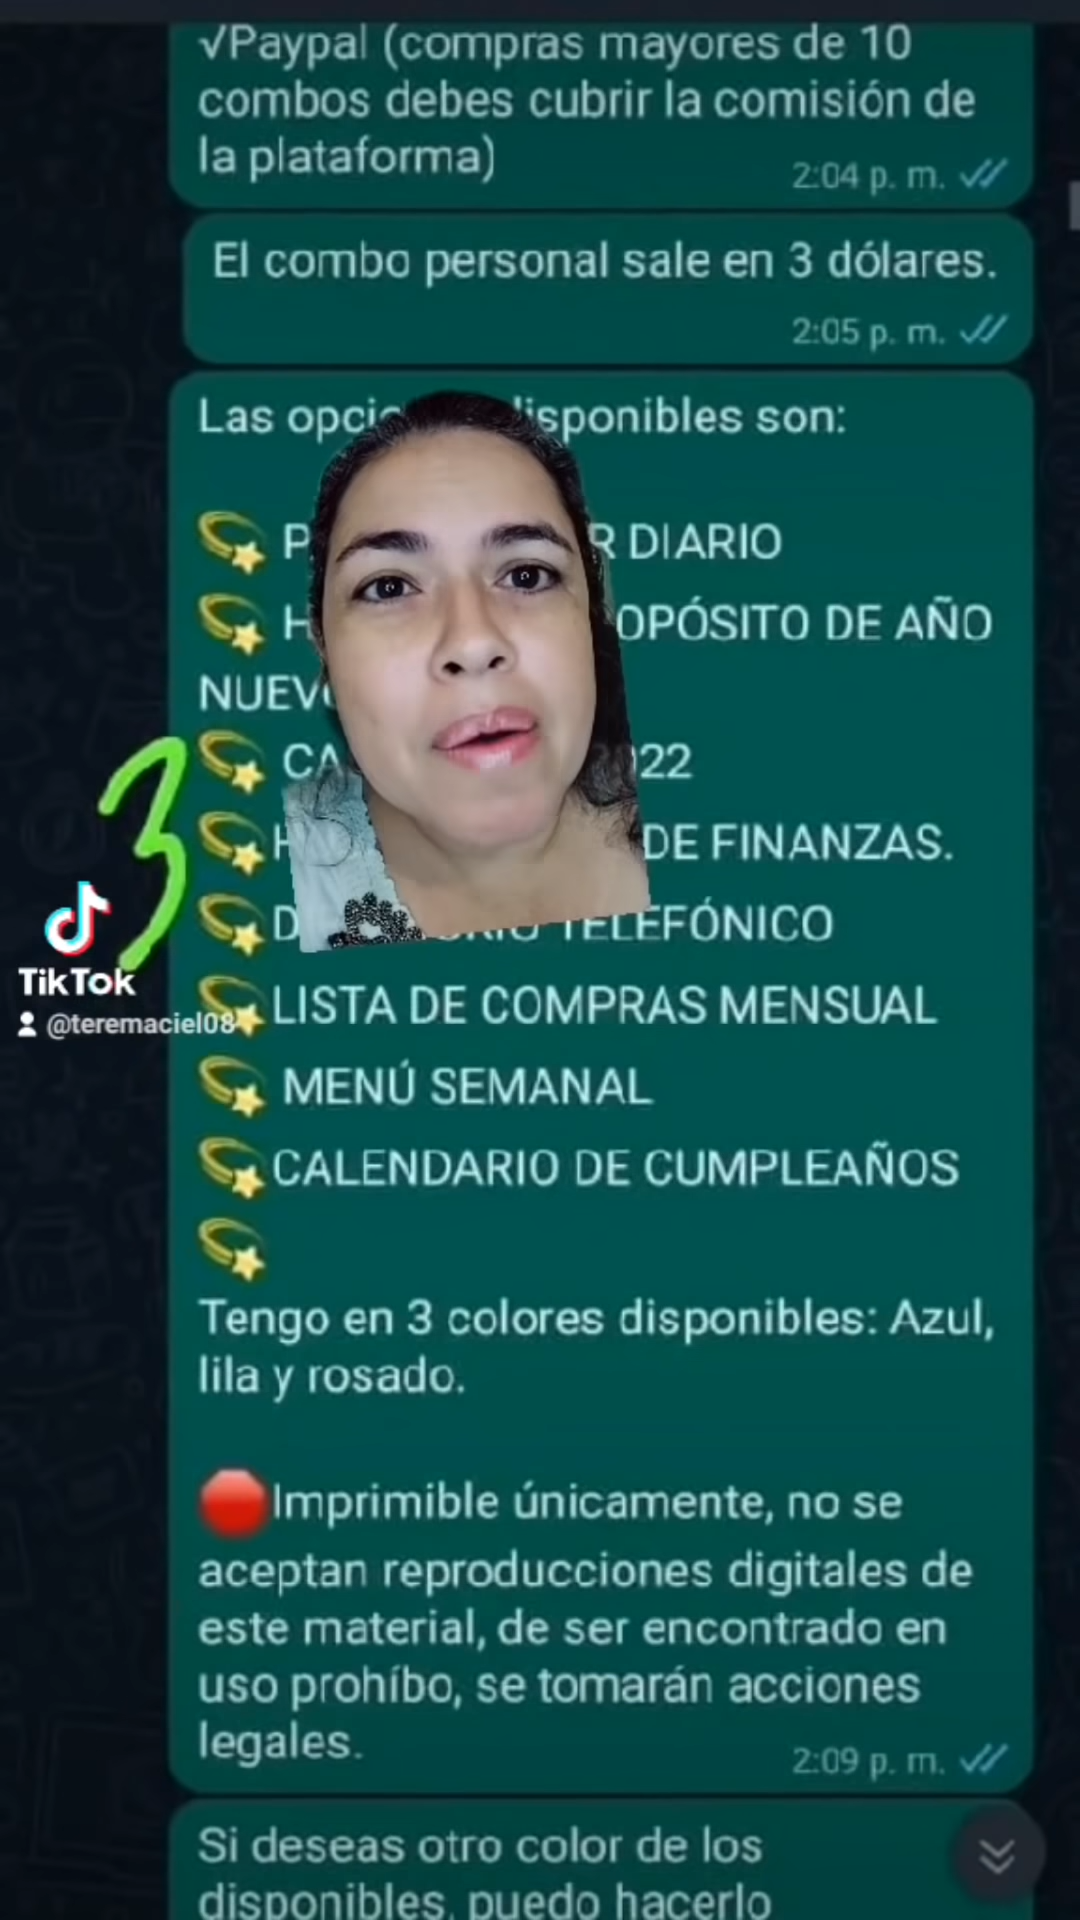 √Paypal (compras mayores de 10
combos debes cubrir la comisión de
la plataforma)
2:04 p. m.
El combo personal sale en 3 dólares.
2:05 p. m.
Las disponibles son:
DIARIO
DE AÑO
DE FINANZAS.
TELEFÓNICO
LISTA DE COMPRAS MENSUAL
MENÚ SEMANAL
CALENDARIO DE CUMPLEAÑOS
Tengo en 3 colores disponibles: Azul,
lila y rosado.
Imprimible únicamente, no se
aceptan reproducciones digitales de
este material, de ser encontrado en
uso prohíbo, se tomarán acciones
legales.
2:09 p. m.
Si deseas otro color de los
disponibles, puedo hacerlo
3
TikTok
@teremaciel08